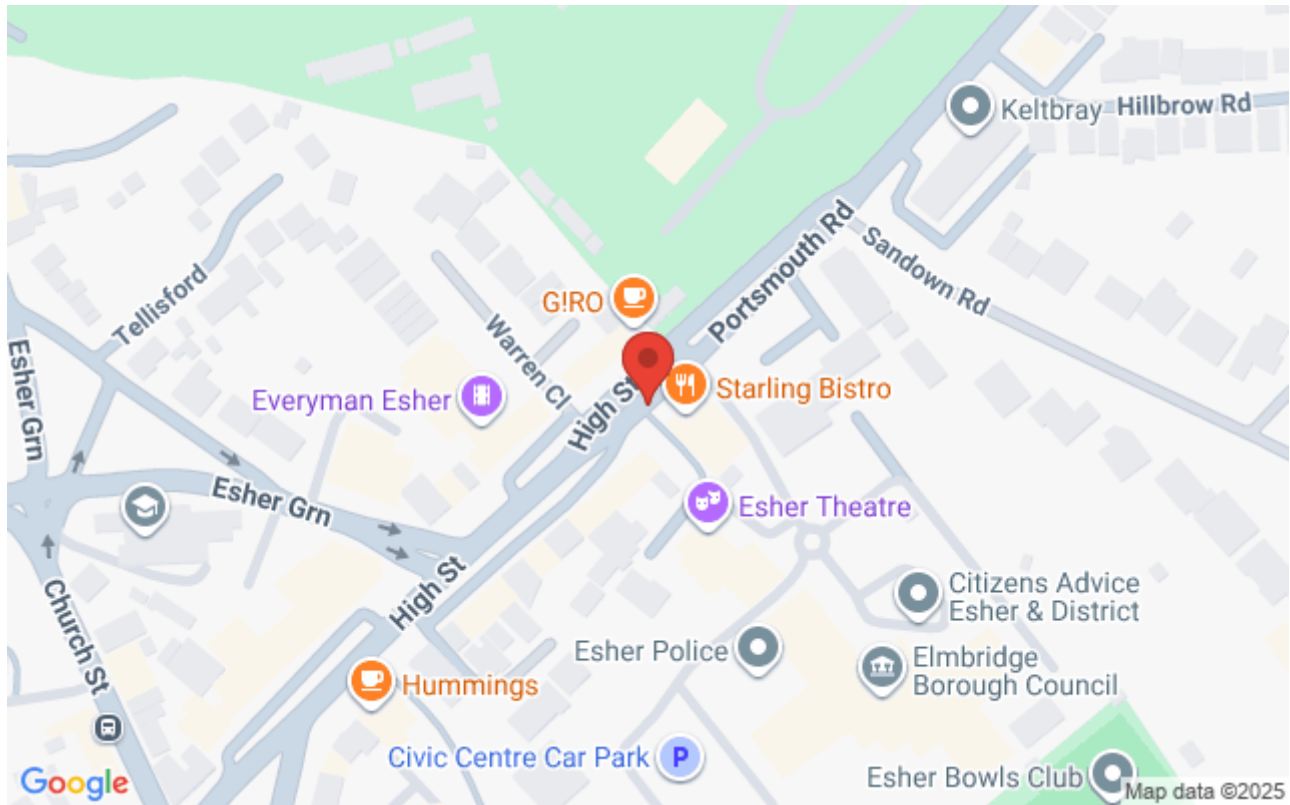 Keltbray
Hillbrow Rd
Portsmouth Rd
Sandown Rd
Tellisford
G!RO
Warren Cl
Esher Grn
High St
Everyman Esher
Starling Bistro
Esher Grn
Esher Theatre
High St
Citizens Advice
Esher & District
Church St
Esher Police
Elmbridge
Borough Council
Hummings
Civic Centre Car Park
P
Esher Bowls Club
Google
Map data ©2025